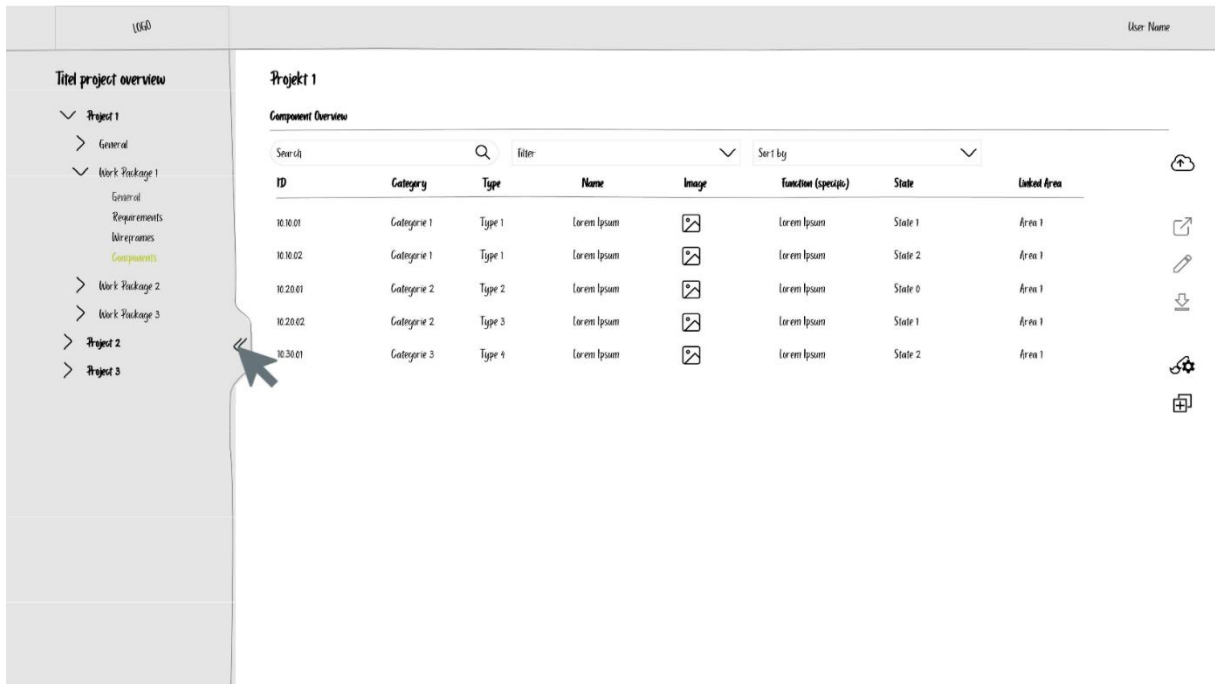 LOGO
User Name
Titel project overview
Project 1
General
Work Package 1
General
Requirements
Wireframes
Components
Work Package 2
Work Package 3
Project 2
Project 3
Projekt 1
Component Overview
Search Filter Sort by
ID Category Type Name Image Function (specific) State Linked Area
10.10.01 Categorie 1 Type 1 Lorem Ipsum Lorem Ipsum State 1 Area 1
10.10.02 Categorie 1 Type 1 Lorem Ipsum Lorem Ipsum State 2 Area 1
10.20.01 Categorie 2 Type 2 Lorem Ipsum Lorem Ipsum State 0 Area 1
10.20.02 Categorie 2 Type 3 Lorem Ipsum Lorem Ipsum State 1 Area 1
10.30.01 Categorie 3 Type 4 Lorem Ipsum Lorem Ipsum State 2 Area 1